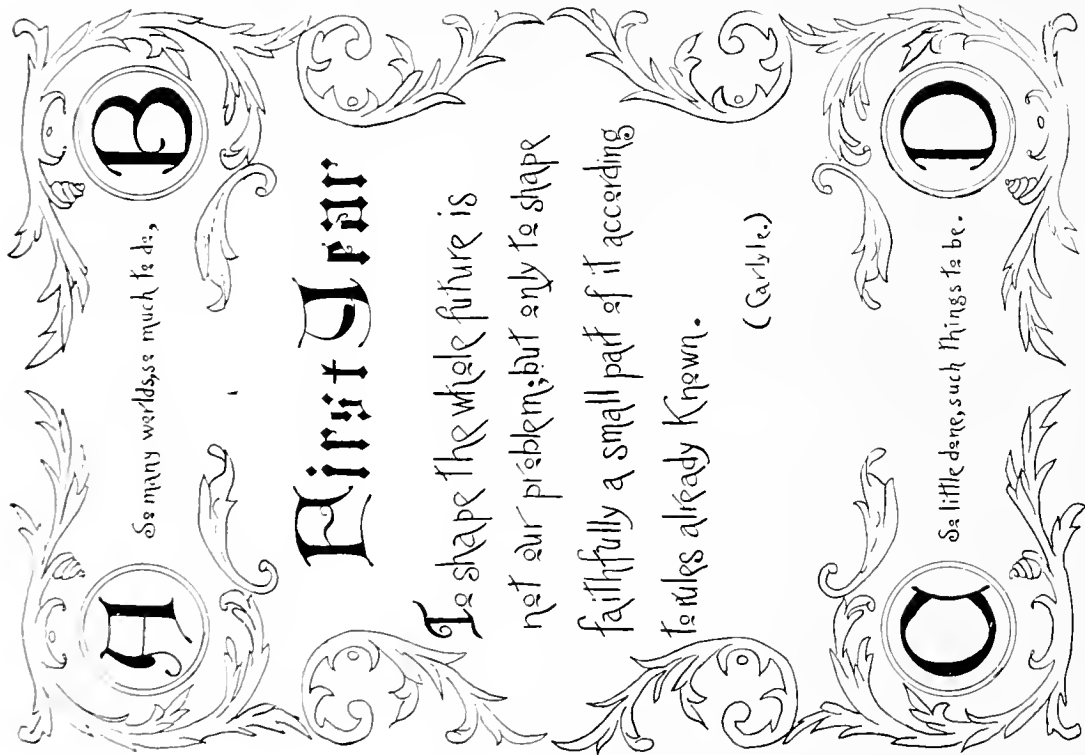 A B
So many worlds, so much to do,
First Year
To shape the whole future is
not our problem; but only to shape
faithfully a small part of it according
to rules already Known.
(Carlyle.)
So little done, such things to be.
C D